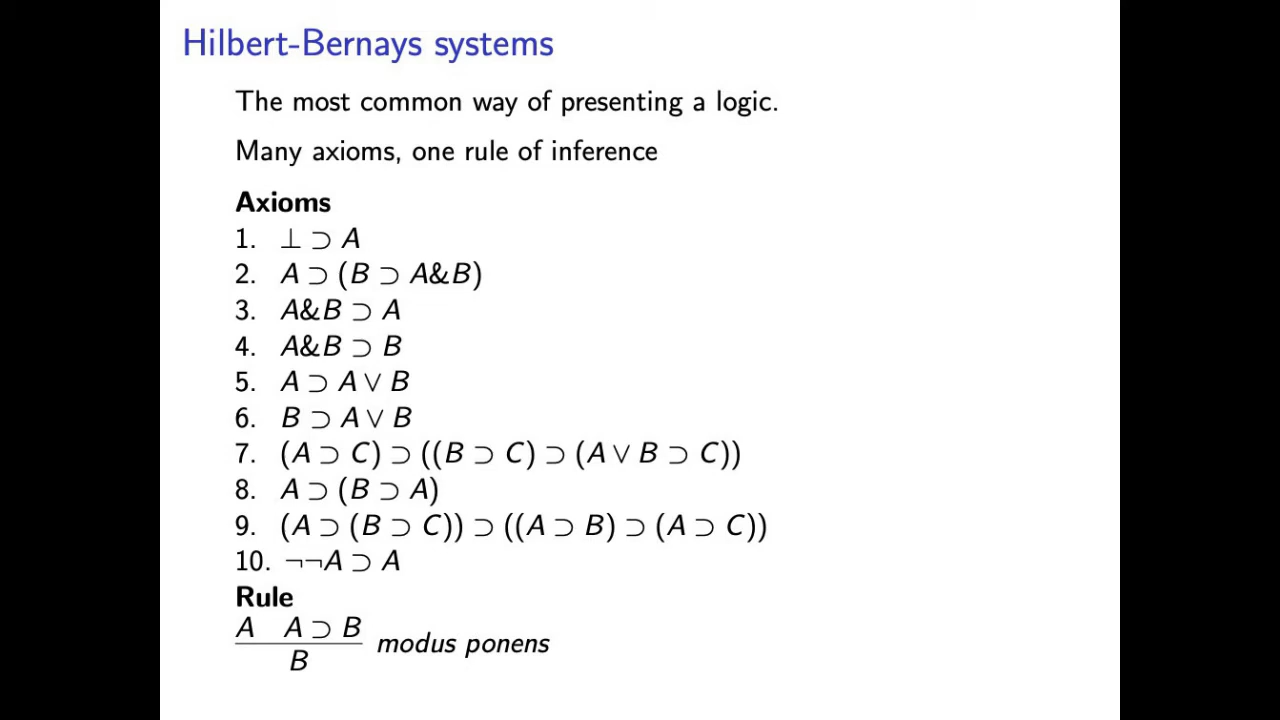 Hilbert-Bernays systems
The most common way of presenting a logic.
Many axioms, one rule of inference
Axioms
1. ⊥ ⊃ A
2. A ⊃ (B ⊃ A&B)
3. A&B ⊃ A
4. A&B ⊃ B
5. A ⊃ A ∨ B
6. B ⊃ A ∨ B
7. (A ⊃ C) ⊃ ((B ⊃ C) ⊃ (A ∨ B ⊃ C))
8. A ⊃ (B ⊃ A)
9. (A ⊃ (B ⊃ C)) ⊃ ((A ⊃ B) ⊃ (A ⊃ C))
10. ¬¬A ⊃ A
Rule
A A ⊃ B
modus ponens
B